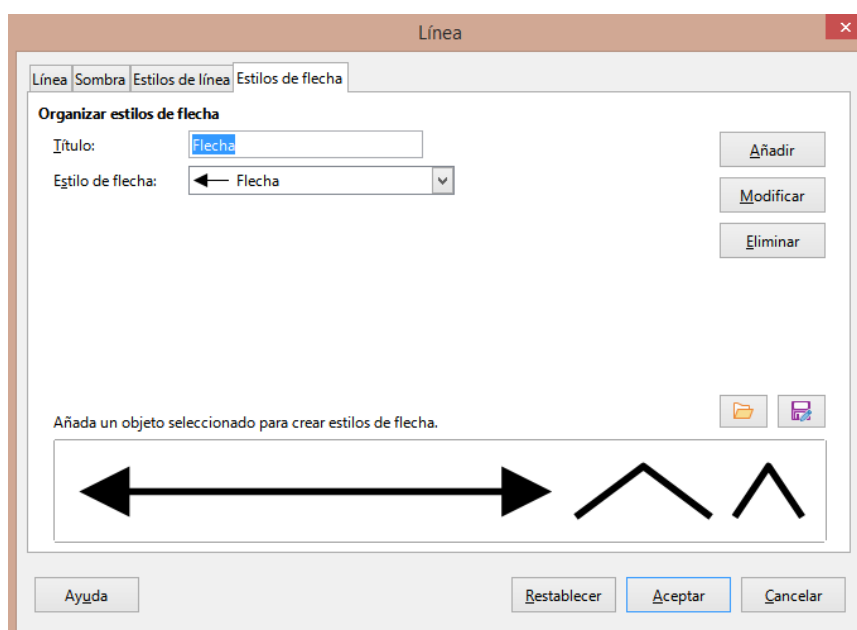 Línea
Línea Sombra Estilos de línea Estilos de flecha
Organizar estilos de flecha
Título: Flecha
Añadir
Estilo de flecha: Flecha
Modificar
Eliminar
Añada un objeto seleccionado para crear estilos de flecha.
Ayuda Restablecer Aceptar Cancelar